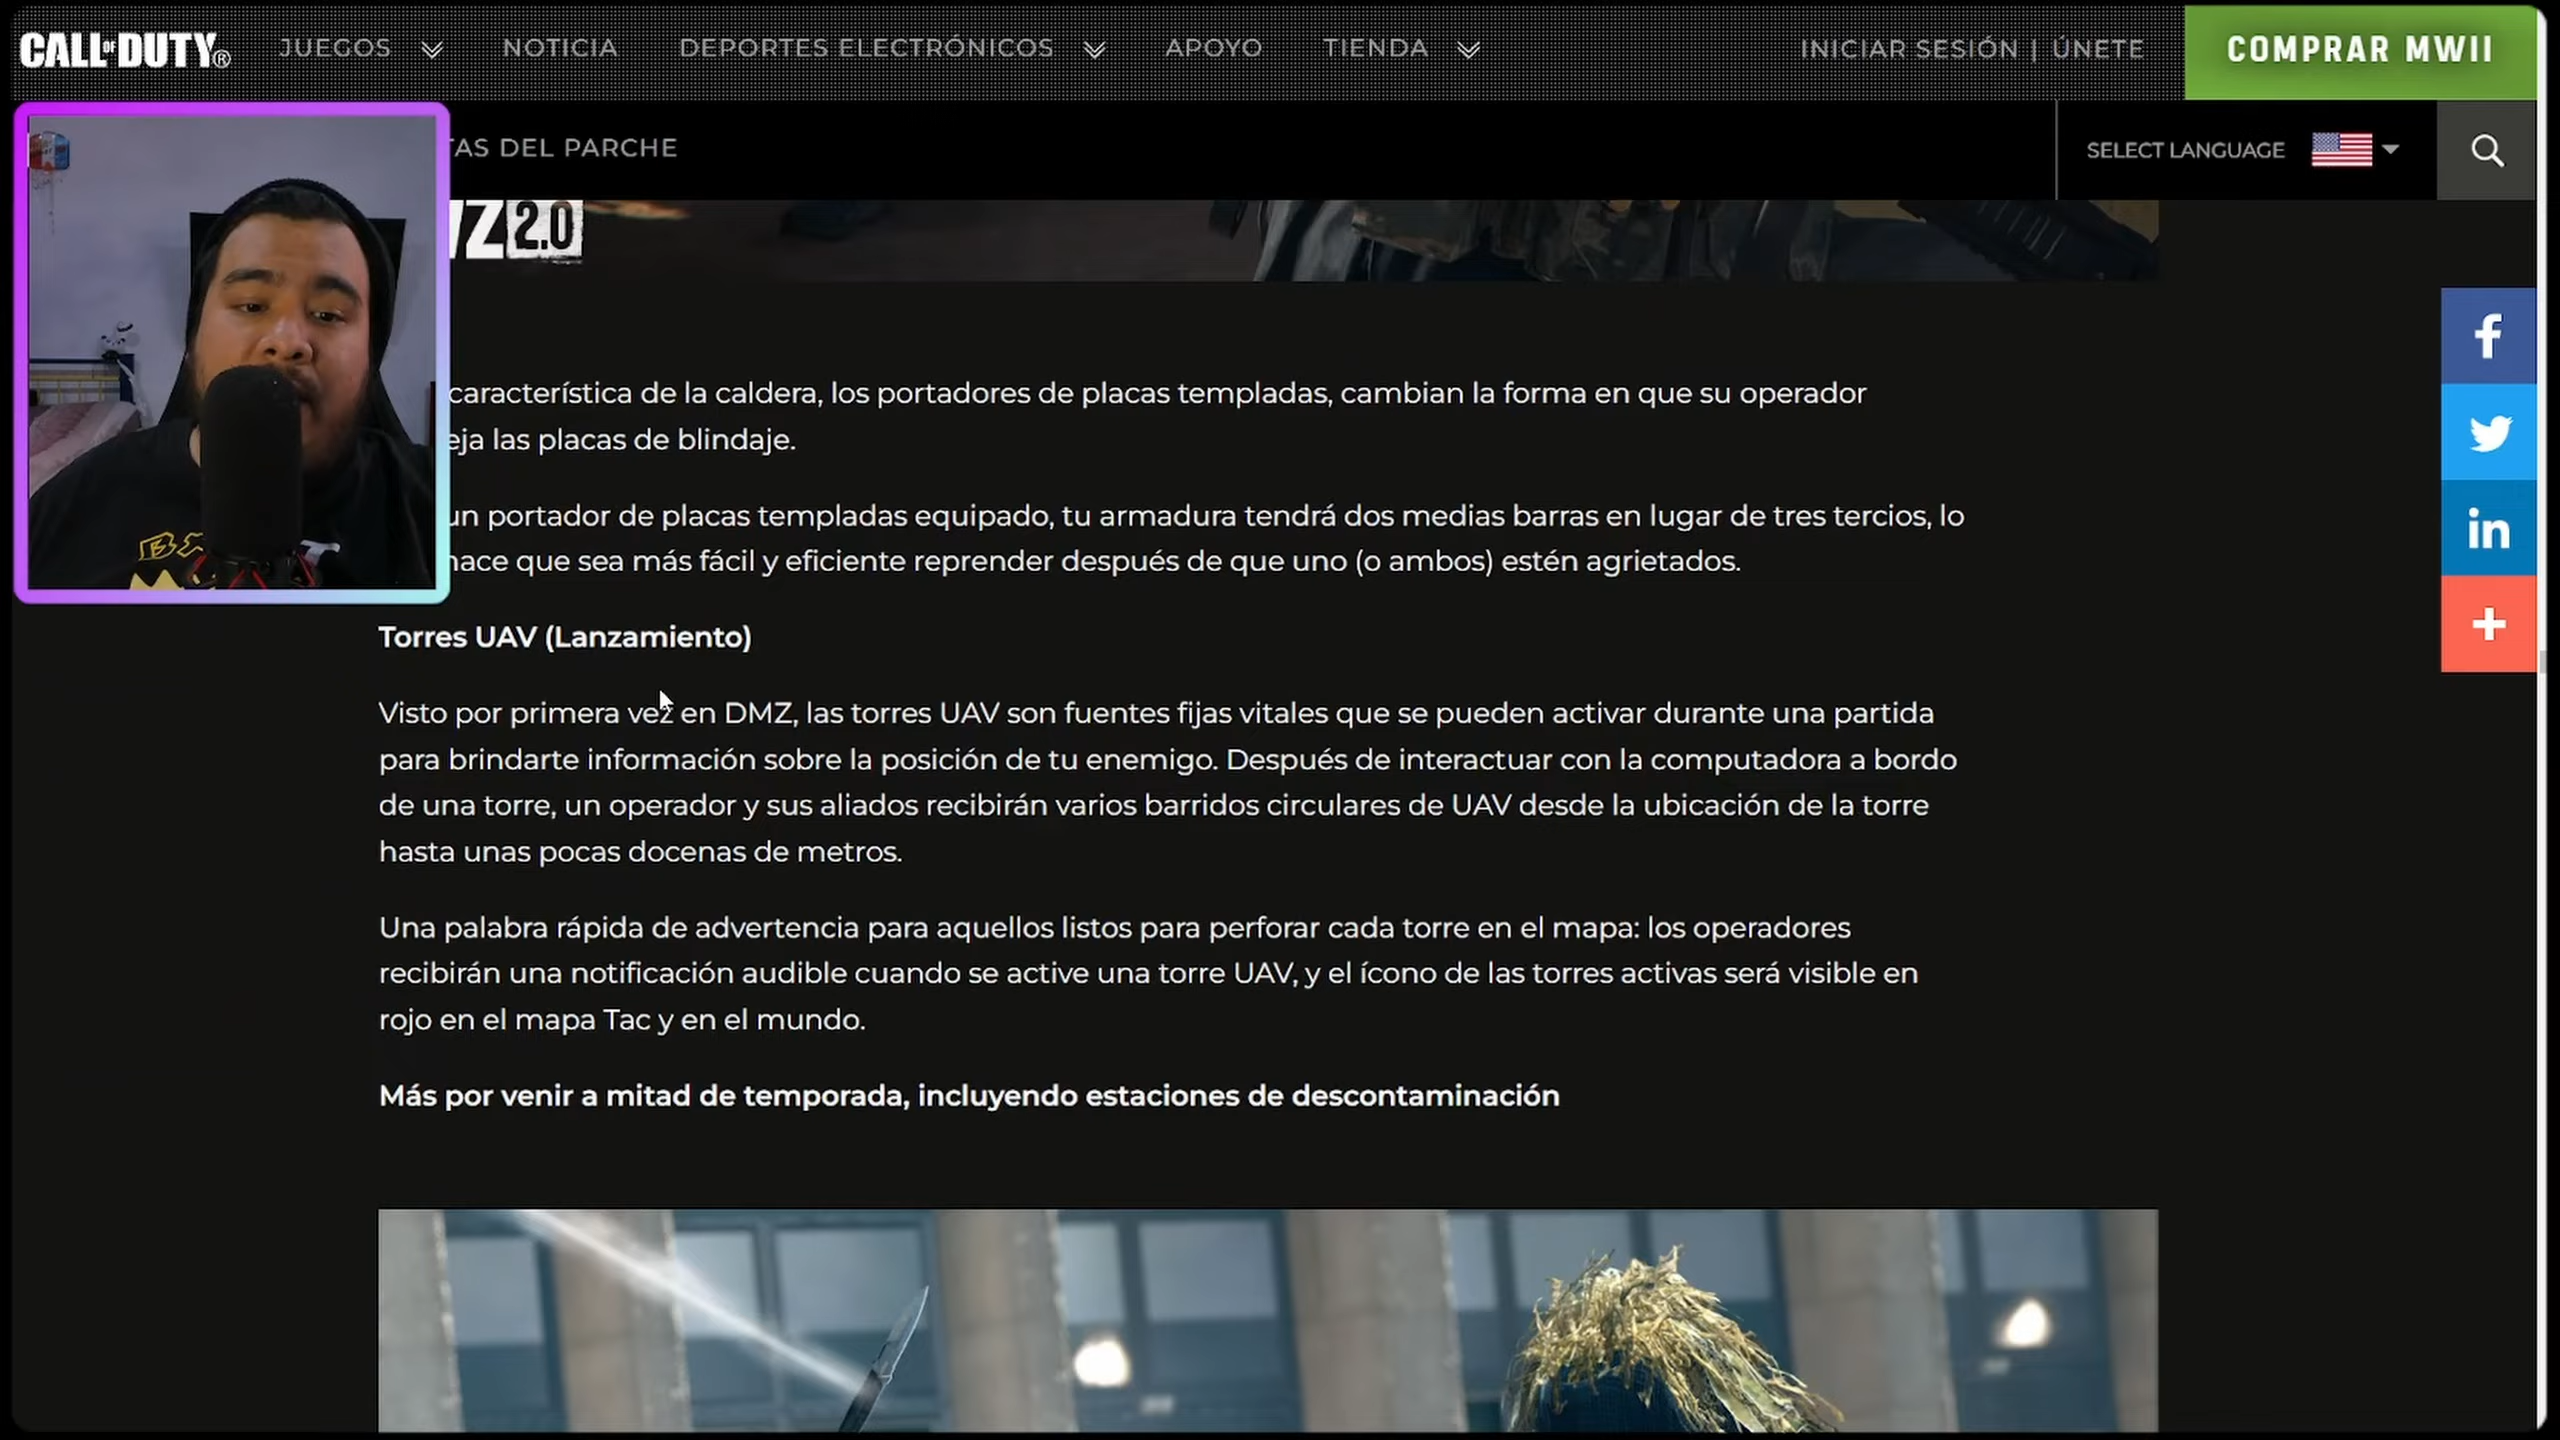 CALL OF DUTY®
JUEGOS
NOTICIA
DEPORTES ELECTRÓNICOS
APOYO
TIENDA
INICIAR SESIÓN | ÚNETE
COMPRAR MWII
TAS DEL PARCHE
SELECT LANGUAGE
WZ 2.0
característica de la caldera, los portadores de placas templadas, cambian la forma en que su operador
eja las placas de blindaje.
un portador de placas templadas equipado, tu armadura tendrá dos medias barras en lugar de tres tercios, lo
hace que sea más fácil y eficiente reprender después de que uno (o ambos) estén agrietados.
Torres UAV (Lanzamiento)
Visto por primera vez en DMZ, las torres UAV son fuentes fijas vitales que se pueden activar durante una partida
para brindarte información sobre la posición de tu enemigo. Después de interactuar con la computadora a bordo
de una torre, un operador y sus aliados recibirán varios barridos circulares de UAV desde la ubicación de la torre
hasta unas pocas docenas de metros.
Una palabra rápida de advertencia para aquellos listos para perforar cada torre en el mapa: los operadores
recibirán una notificación audible cuando se active una torre UAV, y el ícono de las torres activas será visible en
rojo en el mapa Tac y en el mundo.
Más por venir a mitad de temporada, incluyendo estaciones de descontaminación